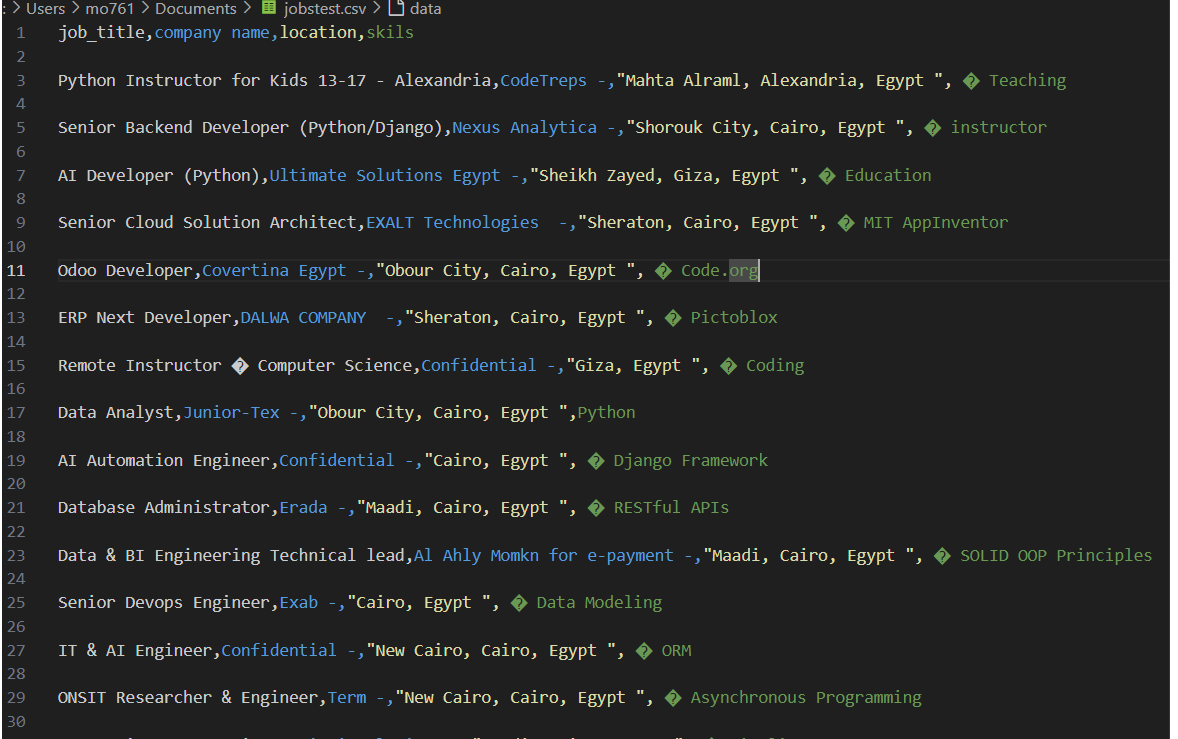 : > Users > mo761 > Documents > jobstest.csv > data
1 job_title,company name,location,skils
2
3 Python Instructor for Kids 13-17 - Alexandria,CodeTreps -,"Mahta Alraml, Alexandria, Egypt ", � Teaching
4
5 Senior Backend Developer (Python/Django),Nexus Analytica -,"Shorouk City, Cairo, Egypt ", � instructor
6
7 AI Developer (Python),Ultimate Solutions Egypt -,"Sheikh Zayed, Giza, Egypt ", � Education
8
9 Senior Cloud Solution Architect,EXALT Technologies  -,"Sheraton, Cairo, Egypt ", � MIT AppInventor
10
11 Odoo Developer,Covertina Egypt -,"Obour City, Cairo, Egypt ", � Code.org
12
13 ERP Next Developer,DALWA COMPANY  -,"Sheraton, Cairo, Egypt ", � Pictoblox
14
15 Remote Instructor � Computer Science,Confidential -,"Giza, Egypt ", � Coding
16
17 Data Analyst,Junior-Tex -,"Obour City, Cairo, Egypt ",Python
18
19 AI Automation Engineer,Confidential -,"Cairo, Egypt ", � Django Framework
20
21 Database Administrator,Erada -,"Maadi, Cairo, Egypt ", � RESTful APIs
22
23 Data & BI Engineering Technical lead,Al Ahly Momkn for e-payment -,"Maadi, Cairo, Egypt ", � SOLID OOP Principles
24
25 Senior Devops Engineer,Exab -,"Cairo, Egypt ", � Data Modeling
26
27 IT & AI Engineer,Confidential -,"New Cairo, Cairo, Egypt ", � ORM
28
29 ONSIT Researcher & Engineer,Term -,"New Cairo, Cairo, Egypt ", � Asynchronous Programming
30